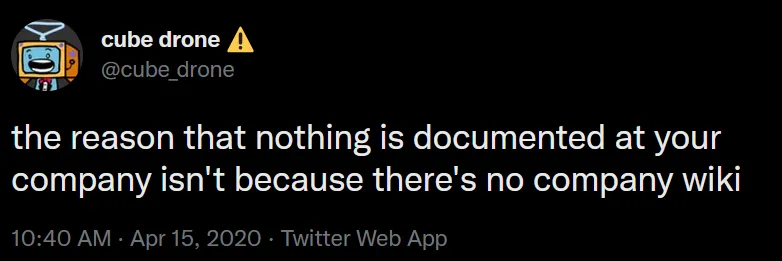 cube drone ⚠️
@cube_drone
the reason that nothing is documented at your
company isn't because there's no company wiki
10:40 AM · Apr 15, 2020 · Twitter Web App